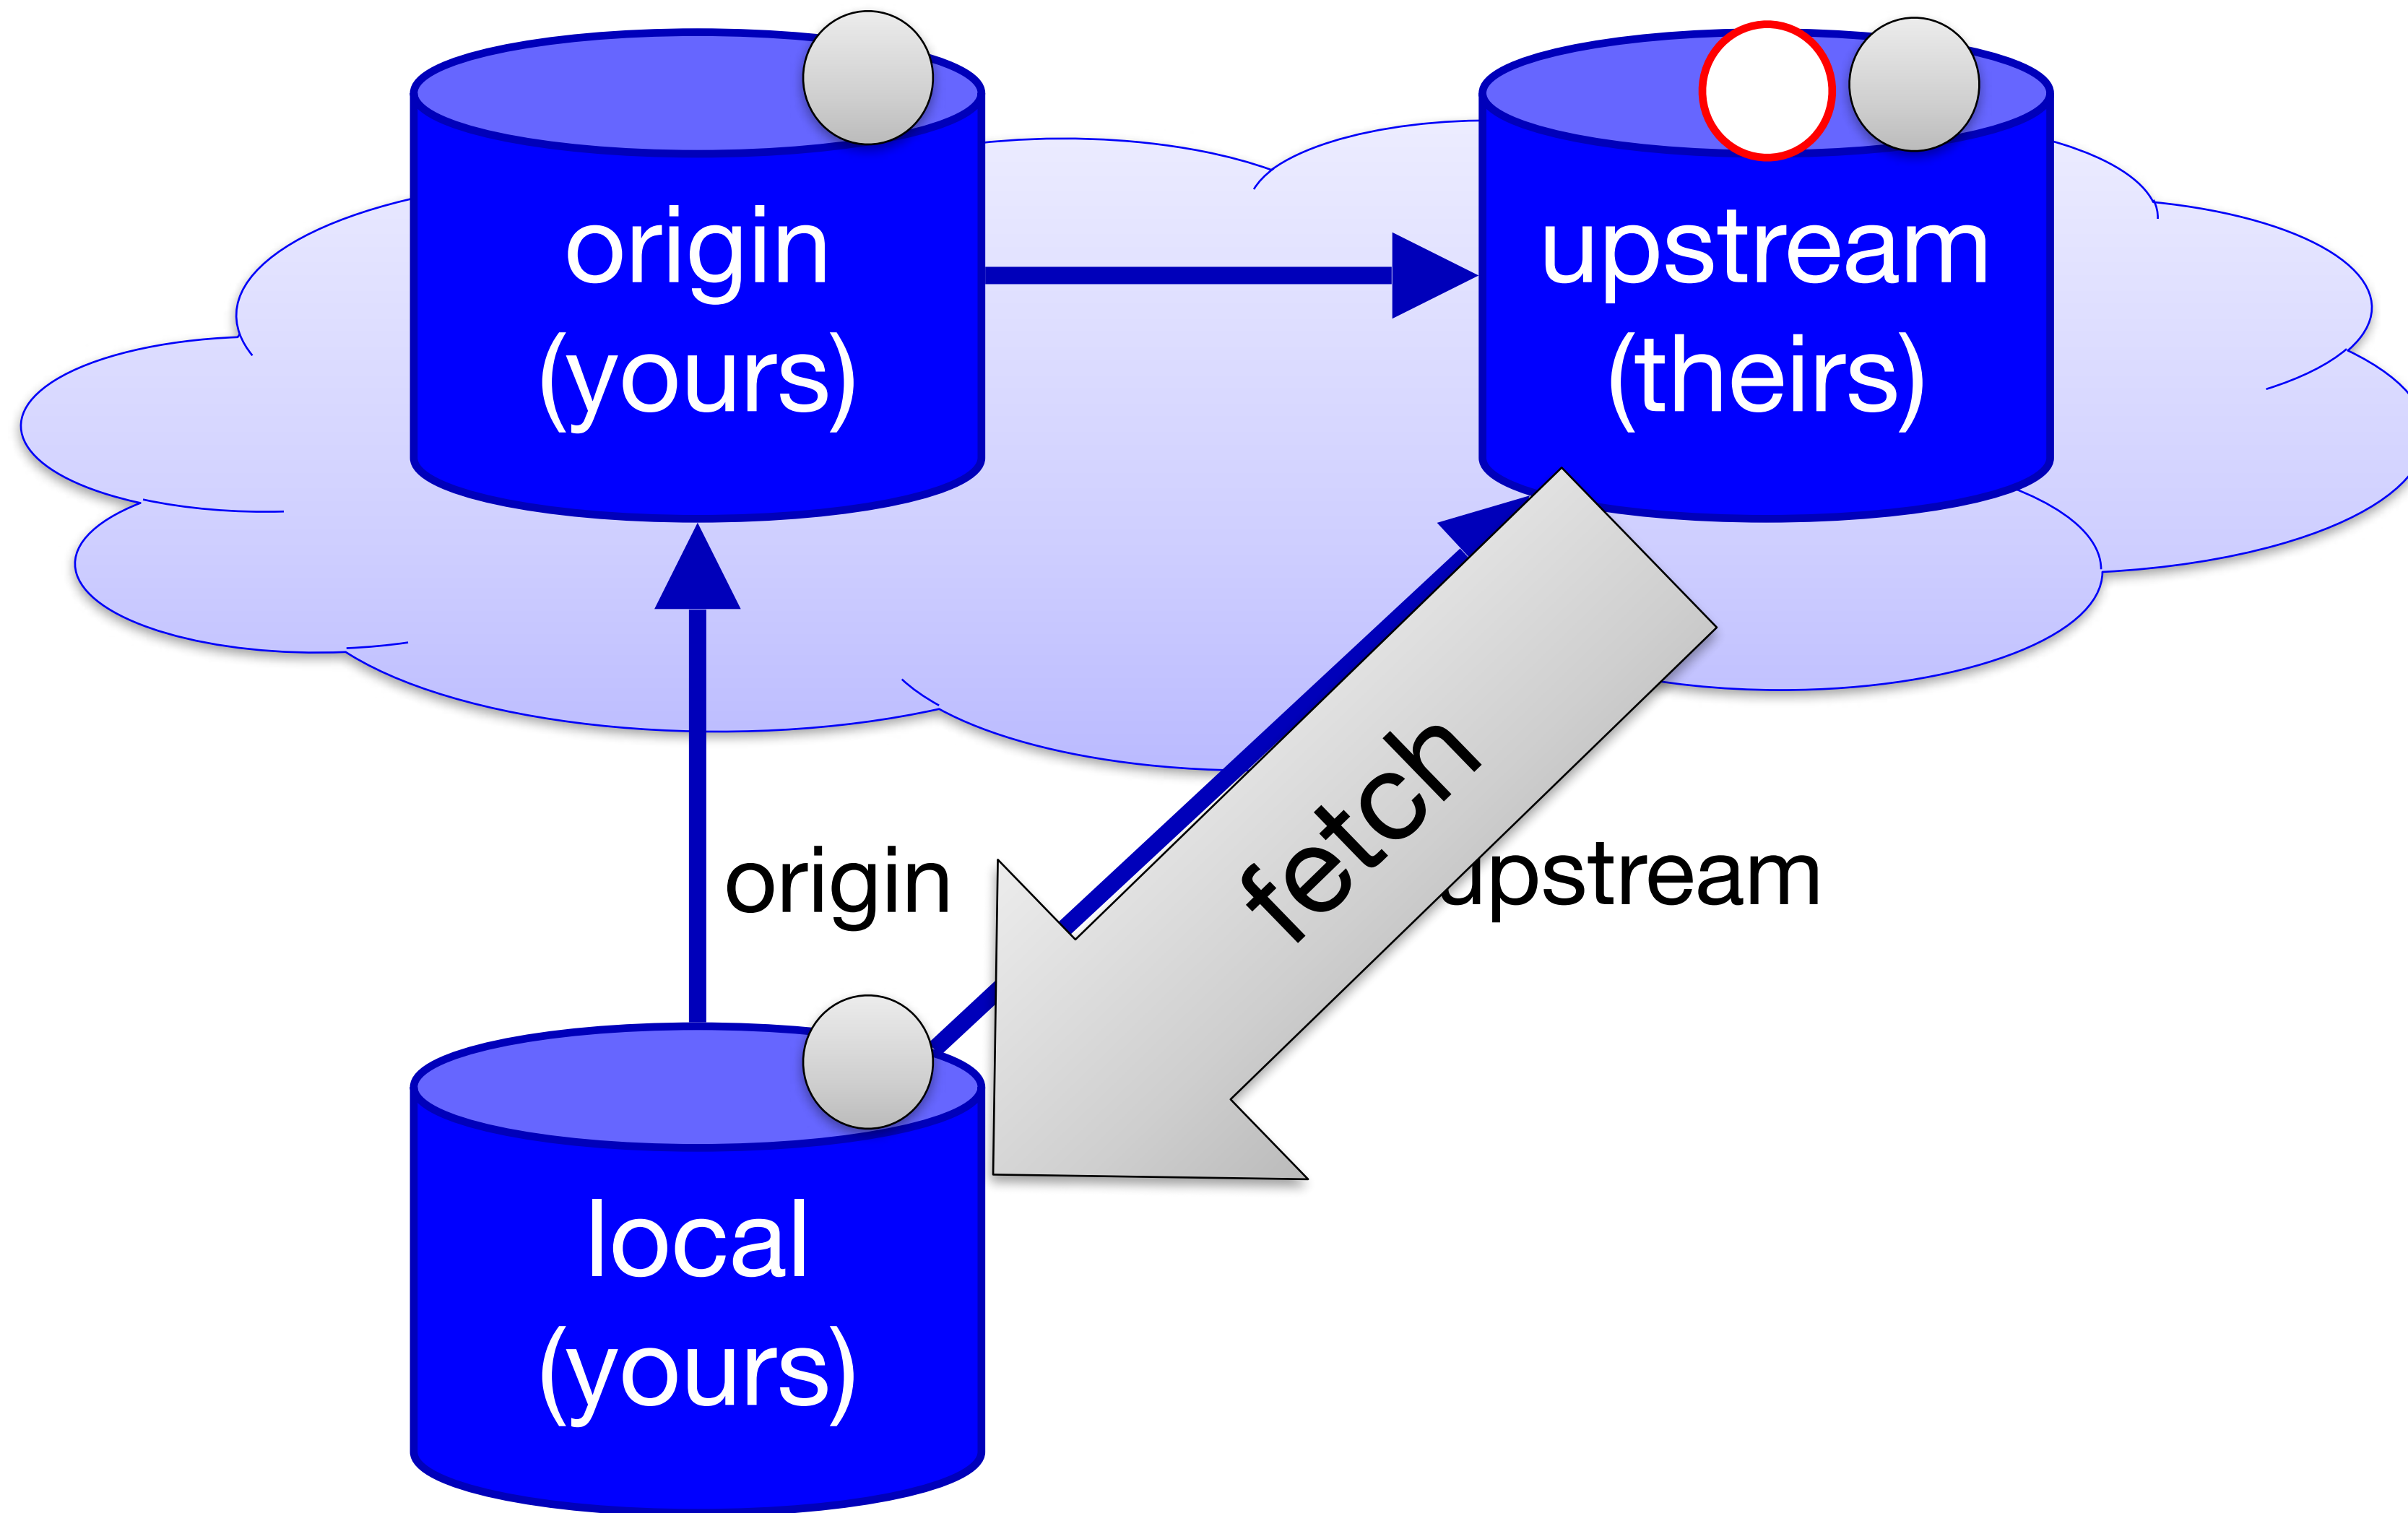 origin
(yours)
upstream
(theirs)
fetch
origin
upstream
local
(yours)